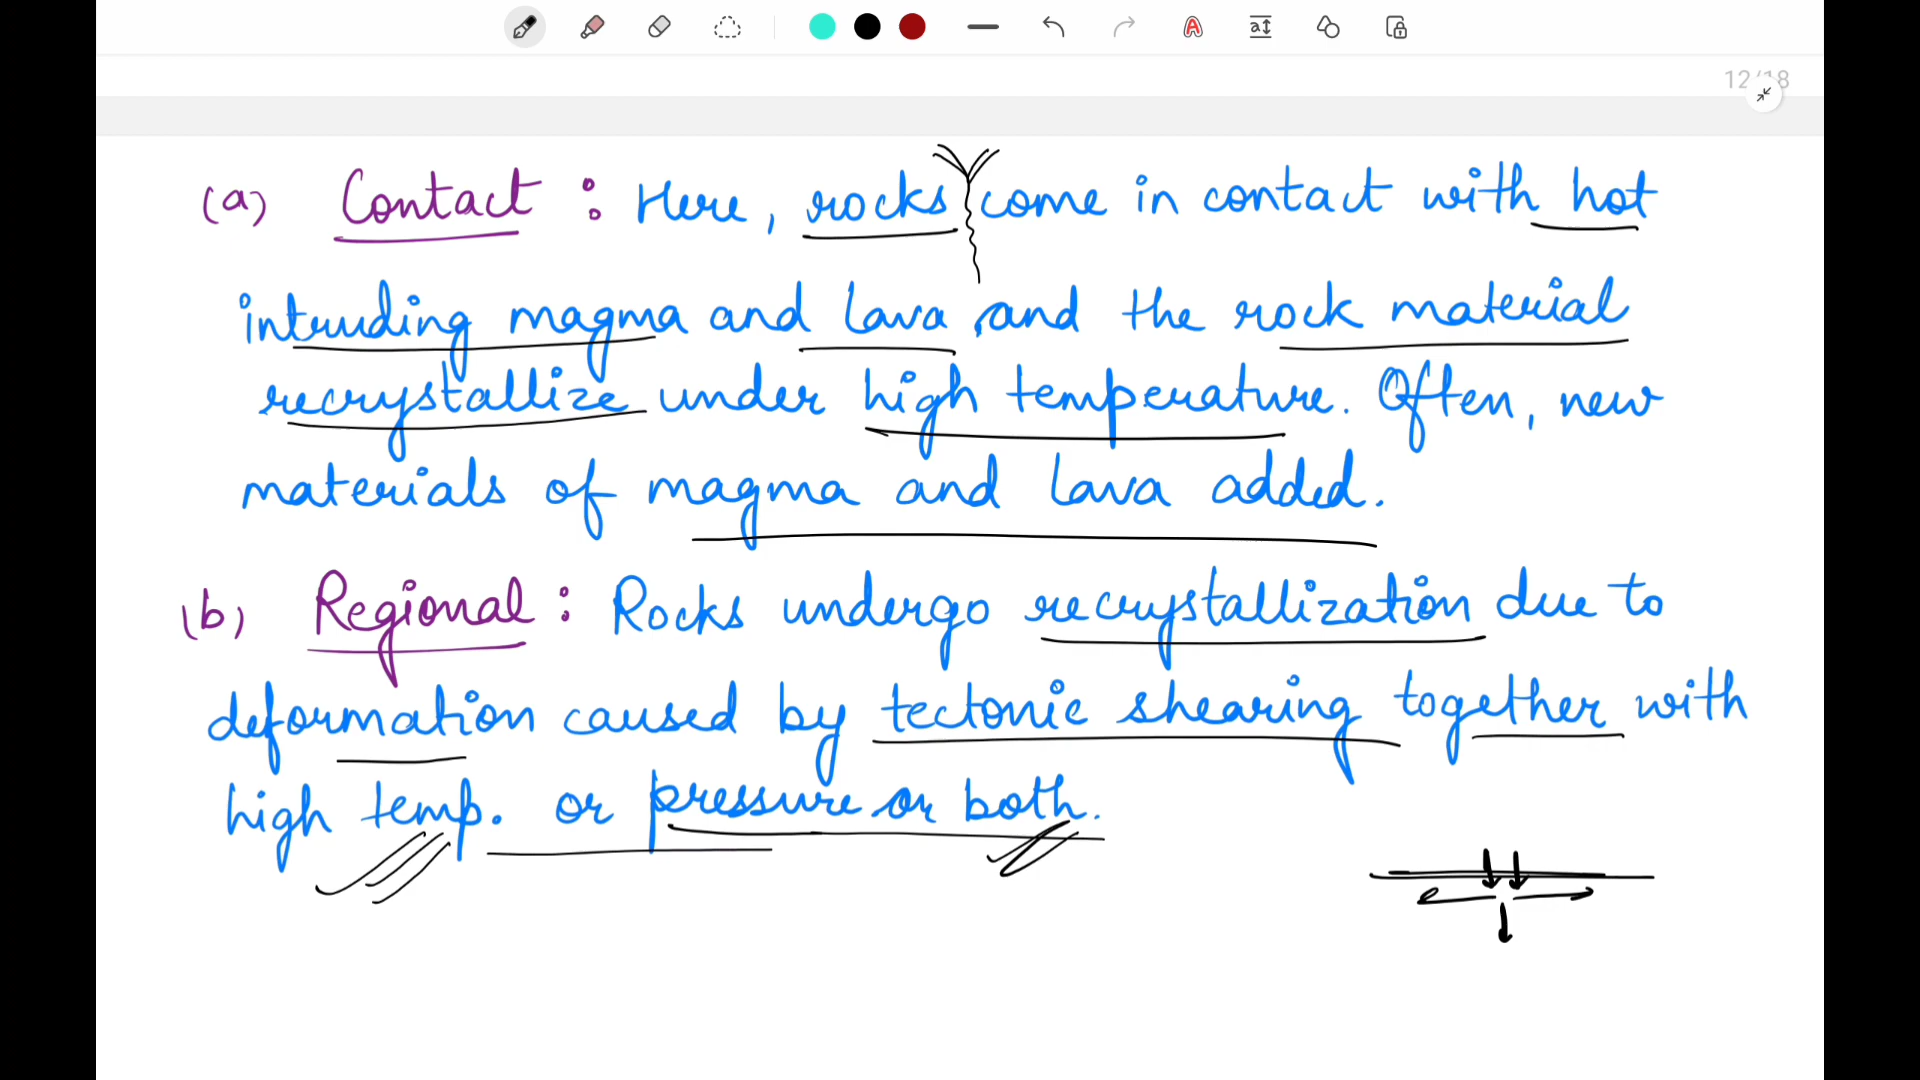 12/18
(a) Contact : Here, rocks come in contact with hot
intruding magma and lava and the rock material
recrystallize under high temperature. Often, new
materials of magma and lava added.
(b) Regional : Rocks undergo recrystallization due to
deformation caused by tectonic shearing together with
high temp. or pressure or both.